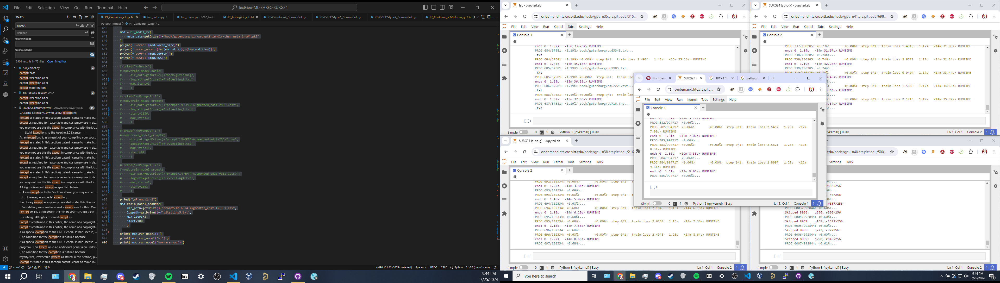 File Edit Selection View Go Run Terminal Help
TextGen-ML-SHREC-SURG24
SEARCH
except
Replace
files to include
files to exclude
3901 results in 75 files - Open in editor
fun_colors.py 4
except: pass
except Exception as e:
except Exception as e:
except StopIteration:
BIN_access_test.py DATA 2
except Exception as e:
except Exception as e:
LICENSE.chromedriver DATA\chromedriver_win32 45
...Apache License v2.0 with LLVM Exceptions:
(except as stated in this section) patent license to make, h...
except as required for reasonable and customary use in de...
you may not use this file except in compliance with the Lic...
---- LLVM Exceptions to the Apache 2.0 License ----
As an exception, if, as a result of your compiling your sour...
(except as stated in this section) patent license to make, h...
except as required for reasonable and customary use in de...
you may not use this file except in compliance with the Lic...
(except as stated in this section) patent license to make, h...
except as required for reasonable and customary use in de...
you may not use this file except in compliance with the Lic...
(except as stated in this section) patent license to make, h...
except as required for reasonable and customary use in de...
you may not use this file except in compliance with the Lic...
All Rights Reserved except as specified below.
6. As an exception to the Sections above, you may also co...
...it. However, as a special exception,
the Library except as expressly provided under this License...
...Foundation; we sometimes make exceptions for this. Our
EXCEPT WHEN OTHERWISE STATED IN WRITING THE COP...
...Lemberg. All rights reserved except as
Except as contained in this notice, the name of a copyright...
Except as contained in this notice, the name of a copyright...
As a special exception to the GNU General Public License, i...
(The condition for the exception is fulfilled because
As a special exception to the GNU General Public License, i...
program. This Exception is an additional permission under...
(The condition for the exception is fulfilled because
royalty-free, irrevocable (except as stated in this section) p...
(except as stated in this section) patent license to make, h...
PT_Container_v2.py M fun_colors.py .\ fun_colors.py ...\CRC_hack PT_testing2.ipynb M PTv2-Pretrain2_ConsoleTot.py PTv2-SFT2-type1_ConsoleTot.py PTv2-SFT2-type2_ConsoleTot.py PT_Container_v3-tiktoken.py
PyTorch-Model > PT_Container_v2.py > ...
646
647 mod = PT_model_v2(
648 meta_data=getDrive()+"book/gutenburg_bin-promptfriendly-char_meta_int64.pkl"
649 )
650 prCyan(f'vocab: {mod.vocab_size}')
651 prCyan(f'vocab_norm: {len(mod.stoi)}, {len(mod.itos)}')
652 prCyan(f'buffr: {mod.buffer}')
653 prCyan(f'SOStk: {mod.SOS}')
654
655 # prRed("\nBasic")
656 # mod.train_model_basic(
657 # dir_path=getDrive()+"book/gutenburg",
658 # logpath=getDrive()+f'v2testing1.txt',
659 # max_iters=1
660 # )
661
662 # prRed("\nPrompv1: 1")
663 # mod.train_model_prompt(
664 # dir_path=getDrive()+"prompt/1M-GPT4-Augmented_edit-256-1.csv",
665 # logpath=getDrive()+f'v2testing2.txt',
666 # start=2136,
667 # max_iters=1
668 # )
669
670 # prRed("\nPrompv2: 1")
671 # mod.train_model_prompt2(
672 # dir_path=getDrive()+"prompt/1M-GPT4-Augmented_edit-256-2.csv",
673 # logpath=getDrive()+f'v2testing3.txt',
674 # max_iters=1,
675 # start=87
676 # )
677
678 # prRed("\nPrompv1: 2")
679 # mod.train_model_prompt(
680 # dir_path=getDrive()+"prompt/1M-GPT4-Augmented_edit-full-1.csv",
681 # logpath=getDrive()+f'v2testing4.txt',
682 # max_iters=1,
683 # start=2053
684 # )
685
686 prRed("\nPrompv2: 2")
687 mod.train_model_prompt2(
688 dir_path=getDrive()+"prompt/1M-GPT4-Augmented_edit-full-1.csv",
689 logpath=getDrive()+f'v2testing5.txt',
690 max_iters=1,
691 start=180
692 )
693
694 print( mod.run_model() )
695 print( mod.run_model('hi') )
696 print( mod.run_model('how are you') )
main* 0 13 0
Ln 696, Col 42 (34794 selected) Spaces: 4 UTF-8 CRLF Python 3.10.7 ('.venv': venv)
9:44 PM
7/25/2024
lab - JupyterLab
ondemand.htc.crc.pitt.edu/node/gpu-n35.crc.pitt.edu/315...
File Edit View Run Kernel Tabs Settings Help
Console 3
end: 0 1.37s <15m 33.73s> RUNTIME
PROG 684/57581: <1.19%> book/gutenburg/pq63348.txt...
.txt
PROG 684/57581: <1.19%> <0.00%> step 0/1: train loss 2.4914 1.42s <15m 35.16s> RUNTIME
end: 0 1.44s <15m 35.18s> RUNTIME
PROG 685/57581: <1.19%> book/gutenburg/pq9905.txt...
.txt
PROG 685/57581: <1.19%> <0.00%> step 0/1: train los
end: 0 1.35s <15m 36.53s> RUNTIME
PROG 686/57581: <1.19%> book/gutenburg/pq62225.txt...
.txt
PROG 686/57581: <1.19%> <0.00%> step 0/1: train los
end: 0 1.32s <15m 37.86s> RUNTIME
PROG 687/57581: <1.19%> book/gutenburg/pq716.txt...
.txt
[ ]:
Simple 0 1 Python 3 (ipykernel) | Busy
SURG24 (auto-X) - JupyterLab
ondemand.htc.crc.pitt.edu/node/gpu-n41.crc.pitt.edu/698...
File Edit View Run Kernel Tabs Settings Help
Console 2
PROG 737/100285: <0.73%> <0.00%> step 0/1: train loss 1.4913 1.17s <14m 31.05s> RUNTIME
end: 0 1.19s <14m 31.07s> RUNTIME
PROG 738/100285: <0.74%>...
PROG 738/100285: <0.74%> <0.00%> step 0/1: train loss 2.8771 1.17s <14m 32.24s> RUNTIME
end: 0 1.19s <14m 32.26s> RUNTIME
PROG 739/100285: <0.74%>...
PROG 739/100285: <0.74%> <0.00%> step 0/1: train loss 0.9404 1.17s <14m 33.44s> RUNTIME
3.45s> RUNTIME
<0.00%> step 0/1: train loss 1.5680 1.17s <14m 34.63s> RUNTIME
4.65s> RUNTIME
<0.00%> step 0/1: train loss 2.1716 1.17s <14m 35.82s> RUNTIME
5.84s> RUNTIME
ykernel) | Busy Ln 1, Col 1 Console 2 1
My Intera SURG24 391+174 getting h
ondemand.htc.crc.pitt....
File Edit View Run Kernel Tabs Settings Help
Console 1
end: 0 1.31s <12m 5.71s> RUNTIME
PROG 582/994717: <0.06%>...
PROG 582/994717: <0.06%> <0.00%> step 0/1: train loss 2.5452 1.29s <12m
7.00s> RUNTIME
end: 0 1.31s <12m 7.02s> RUNTIME
PROG 583/994717: <0.06%>...
PROG 583/994717: <0.06%> <0.00%> step 0/1: train loss 3.5821 1.28s <12m
8.31s> RUNTIME
end: 0 1.30s <12m 8.33s> RUNTIME
PROG 584/994717: <0.06%>...
PROG 584/994717: <0.06%> <0.00%> step 0/1: train loss 2.8097 1.29s <12m
9.61s> RUNTIME
end: 0 1.31s <12m 9.63s> RUNTIME
PROG 585/994717: <0.06%>...
[ ]:
Simple 0 1 Python 3 (ipykernel) | Busy Ln 1, Col 1 Console 1 1
SURG24 (auto-g) - JupyterLab
ondemand.htc.crc.pitt.edu/node/gpu-n38.crc.pitt.edu/216
File Edit View Run Kernel Tabs Settings Help
Console 2
PROG 692/102334: <0.68%> <0.00%> step 0/1: train los
end: 0 1.27s <14m 3.84s> RUNTIME
PROG 693/102334: <0.68%>...
PROG 693/102334: <0.68%> <0.00%> step 0/1: train los
end: 0 1.18s <14m 5.02s> RUNTIME
PROG 694/102334: <0.68%>...
PROG 694/102334: <0.68%> <0.00%> step 0/1: train loss 2.1840 1.16s <14m 6.18s> RUNTIME
end: 0 1.18s <14m 6.20s> RUNTIME
PROG 695/102334: <0.68%>...
PROG 695/102334: <0.68%> <0.00%> step 0/1: train loss 2.6280 1.16s <14m 7.36s> RUNTIME
end: 0 1.18s <14m 7.38s> RUNTIME
PROG 696/102334: <0.68%>...
PROG 696/102334: <0.68%> <0.00%> step 0/1: train loss 2.4948 1.25s <14m 8.64s> RUNTIME
end: 0 1.27s <14m 8.66s> RUNTIME
PROG 697/102334: <0.68%>...
[ ]:
Simple 0 1 Python 3 (ipykernel) | Busy Ln 1, Col 1 Console 2 1
.edu/node/gpu-n40.crc.pitt.edu/500...
Settings Help
r898>256
r4>256
r657>256
PROG 6003/992844: <0.60%>...
Skipped 8056: q336, r580>256
PROG 6004/992844: <0.60%>...
Skipped 8057: q169, r1322>256
PROG 6005/992844: <0.60%>...
Skipped 8058: q723, r92>256
PROG 6006/992844: <0.60%>...
Skipped 8059: q298, r845>256
PROG 6007/992844: <0.61%>...
[ ]:
Simple 0 1 Python 3 (ipykernel) | Busy Ln 1, Col 1 Console 2 1
Type here to search
9:44 PM
7/25/2024
3